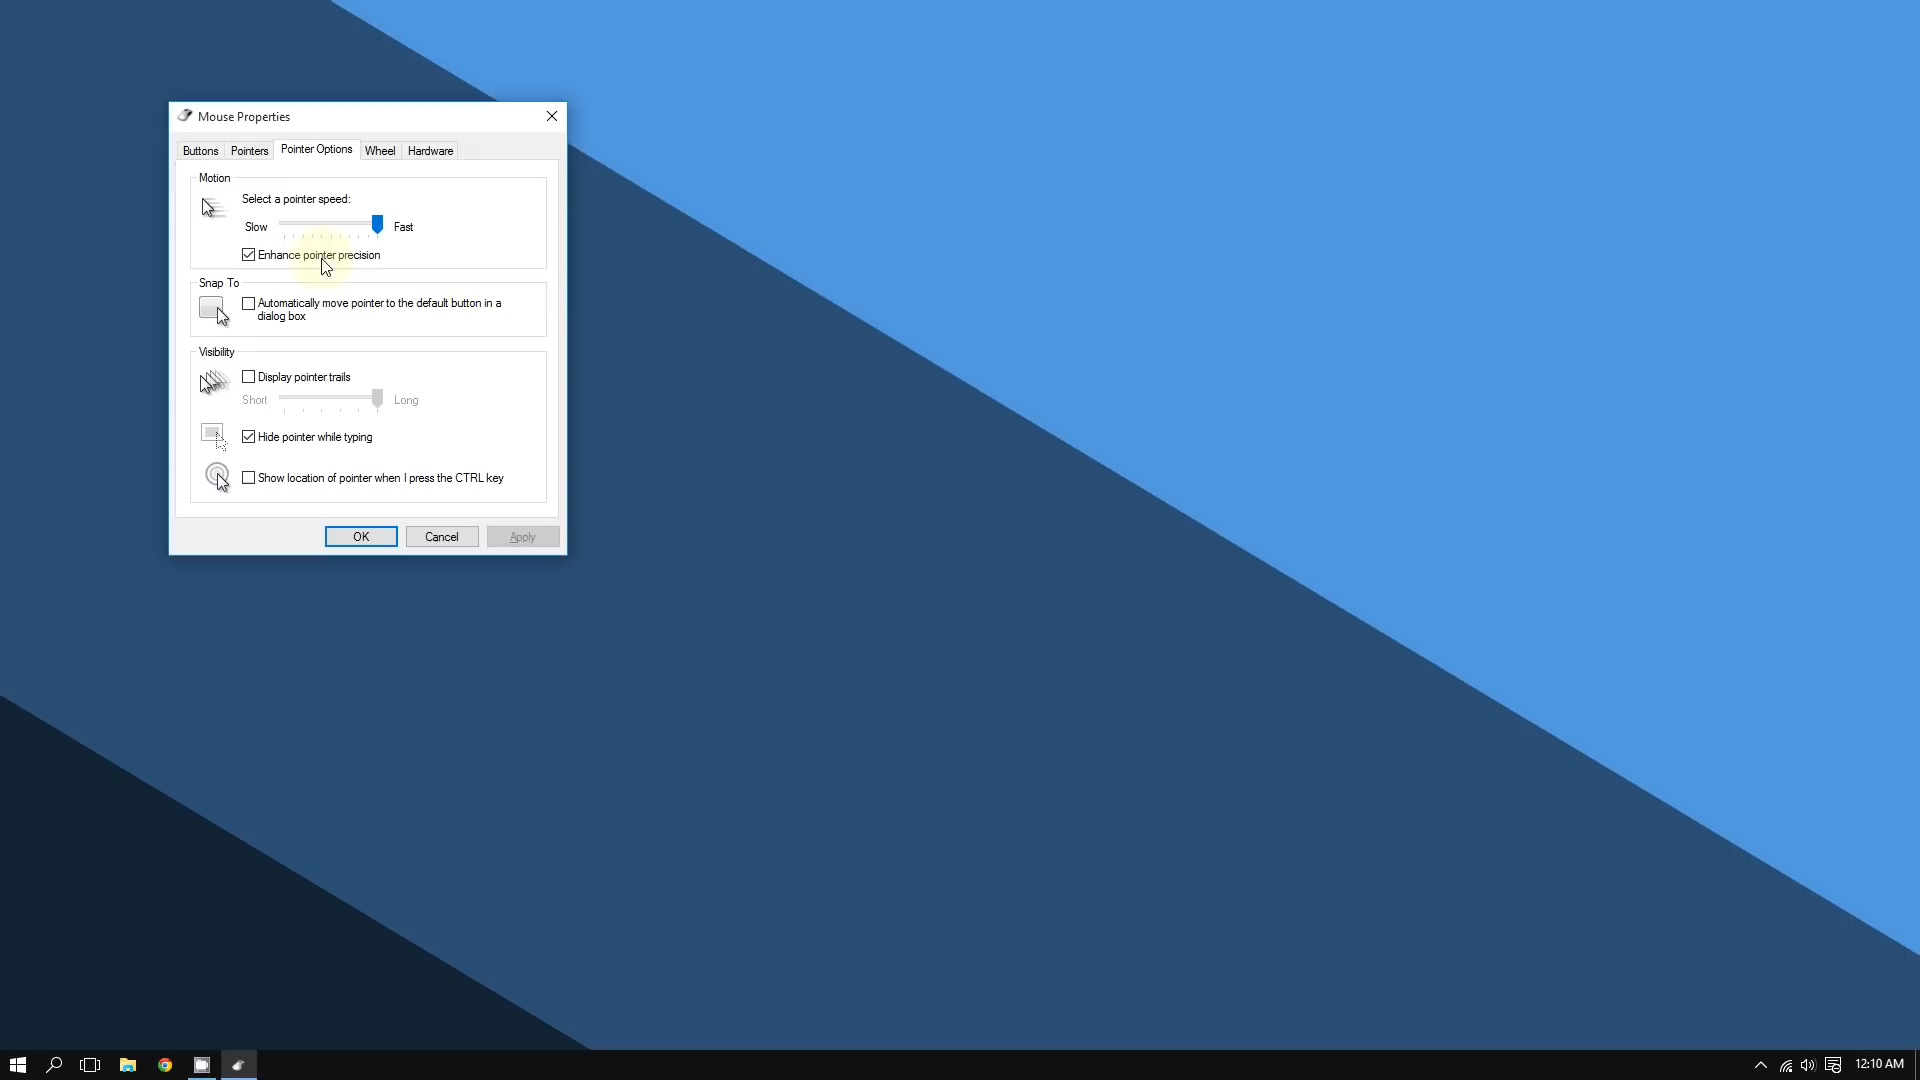 Mouse Properties
Buttons Pointers Pointer Options Wheel Hardware
Motion
Select a pointer speed:
Slow Fast
Enhance pointer precision
Snap To
Automatically move pointer to the default button in a
dialog box
Visibility
Display pointer trails
Short Long
Hide pointer while typing
Show location of pointer when I press the CTRL key
OK Cancel Apply
12:10 AM